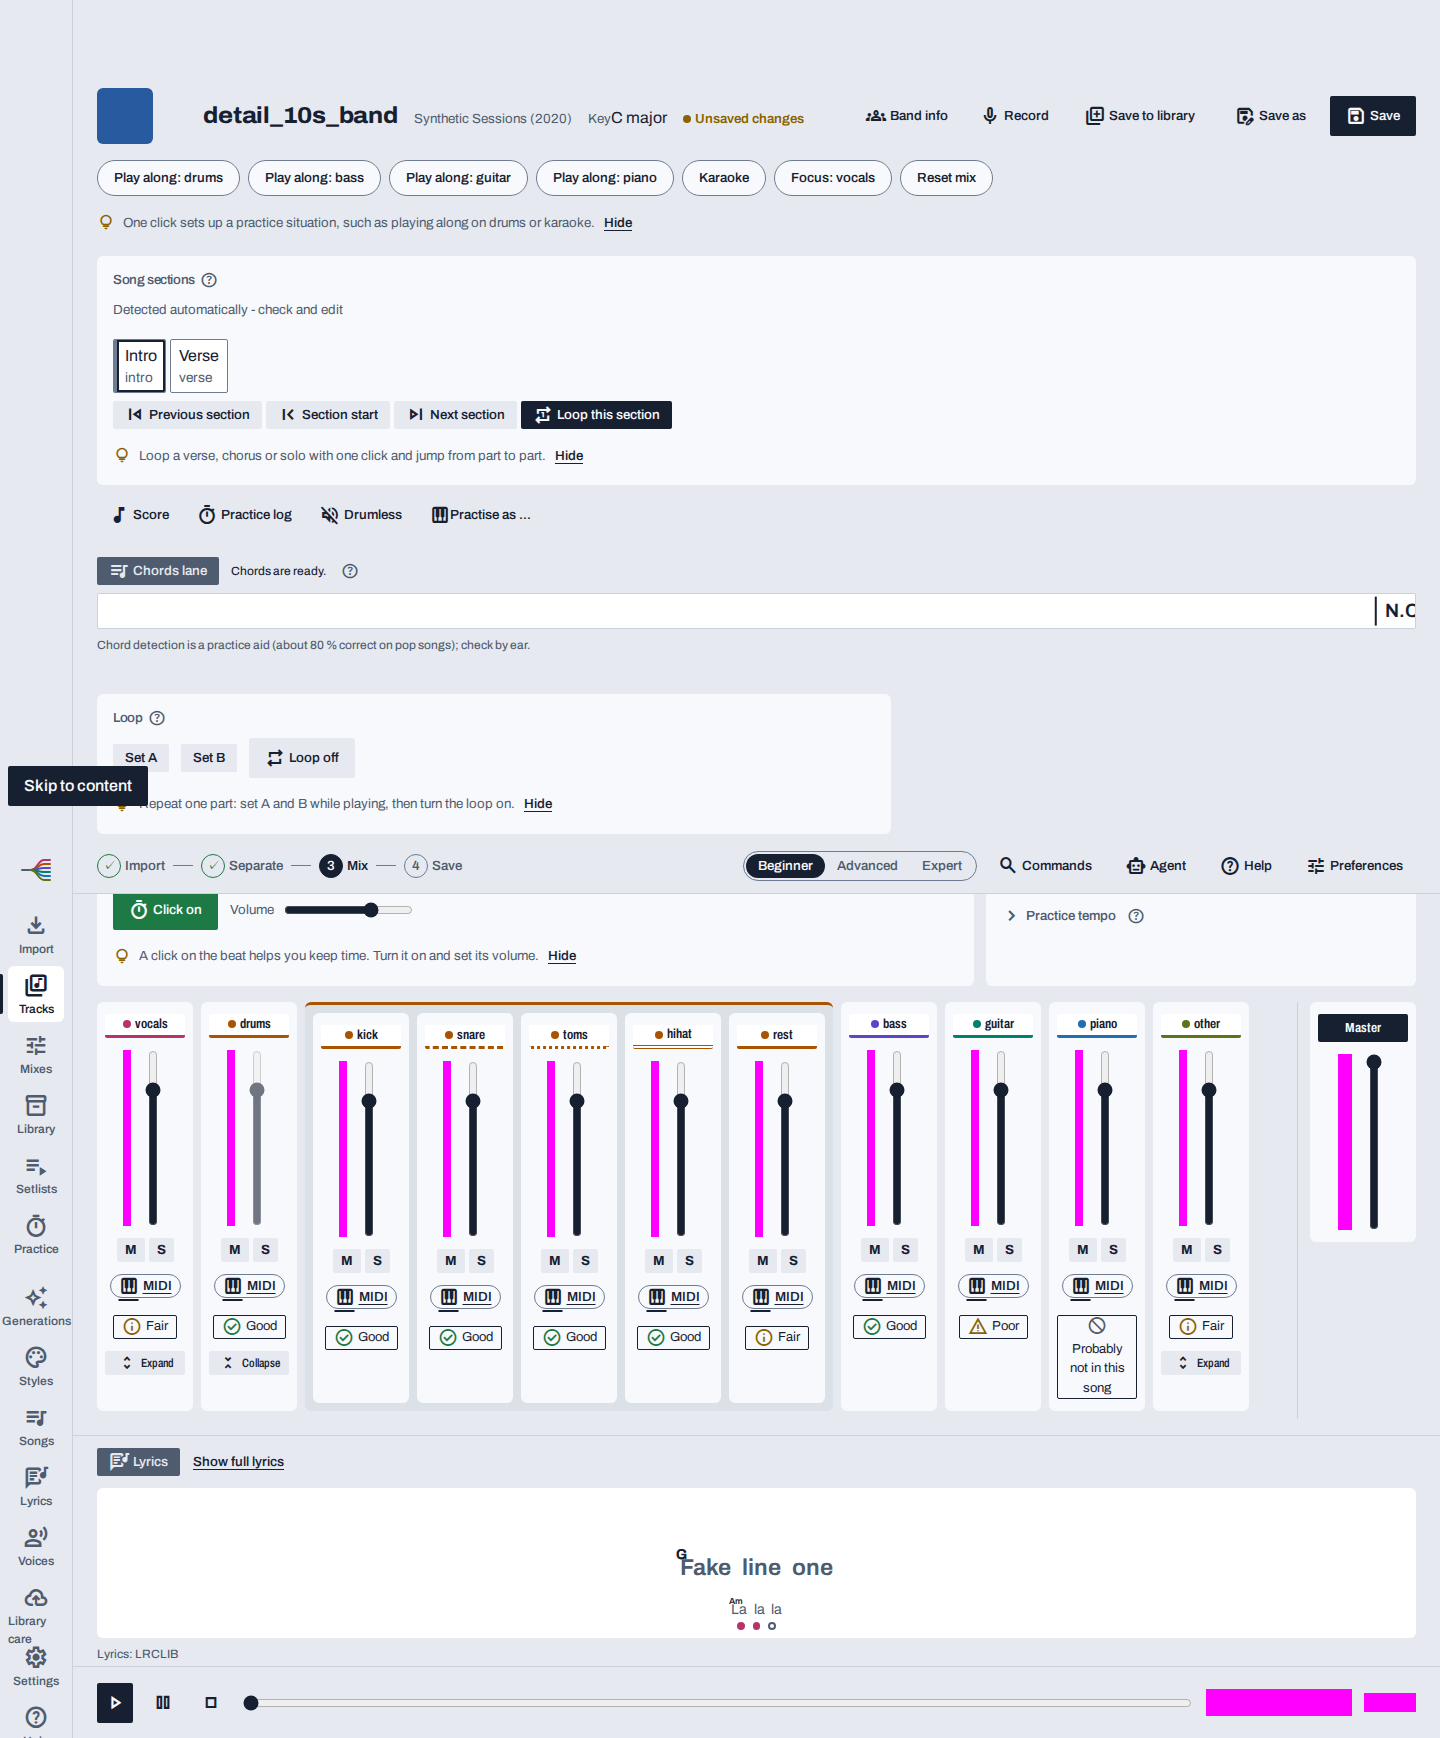 detail_10s_band Synthetic Sessions (2020) Key C major Unsaved changes Band info Record Save to library Save as Save
Play along: drums Play along: bass Play along: guitar Play along: piano Karaoke Focus: vocals Reset mix
One click sets up a practice situation, such as playing along on drums or karaoke. Hide
Song sections
Detected automatically - check and edit
Intro Verse
intro verse
Previous section Section start Next section Loop this section
Loop a verse, chorus or solo with one click and jump from part to part. Hide
Score Practice log Drumless Practise as ...
Chords lane Chords are ready.
N.C
Chord detection is a practice aid (about 80 % correct on pop songs); check by ear.
Loop
Set A Set B Loop off
Skip to content
Repeat one part: set A and B while playing, then turn the loop on. Hide
Import Separate 3 Mix 4 Save Beginner Advanced Expert Commands Agent Help Preferences
Click on Volume Practice tempo
A click on the beat helps you keep time. Turn it on and set its volume. Hide
Import
Tracks
Mixes
Library
Setlists
Practice
Generations
Styles
Songs
Lyrics
Voices
Library care
Settings
vocals drums kick snare toms hihat rest bass guitar piano other Master
M S M S M S M S M S M S M S M S M S M S M S
MIDI MIDI MIDI MIDI MIDI MIDI MIDI MIDI MIDI MIDI MIDI
Fair Good Good Good Good Good Fair Good Poor Probably not in this song Fair
Expand Collapse Expand
Lyrics Show full lyrics
G
Fake line one
Am
La la la
Lyrics: LRCLIB